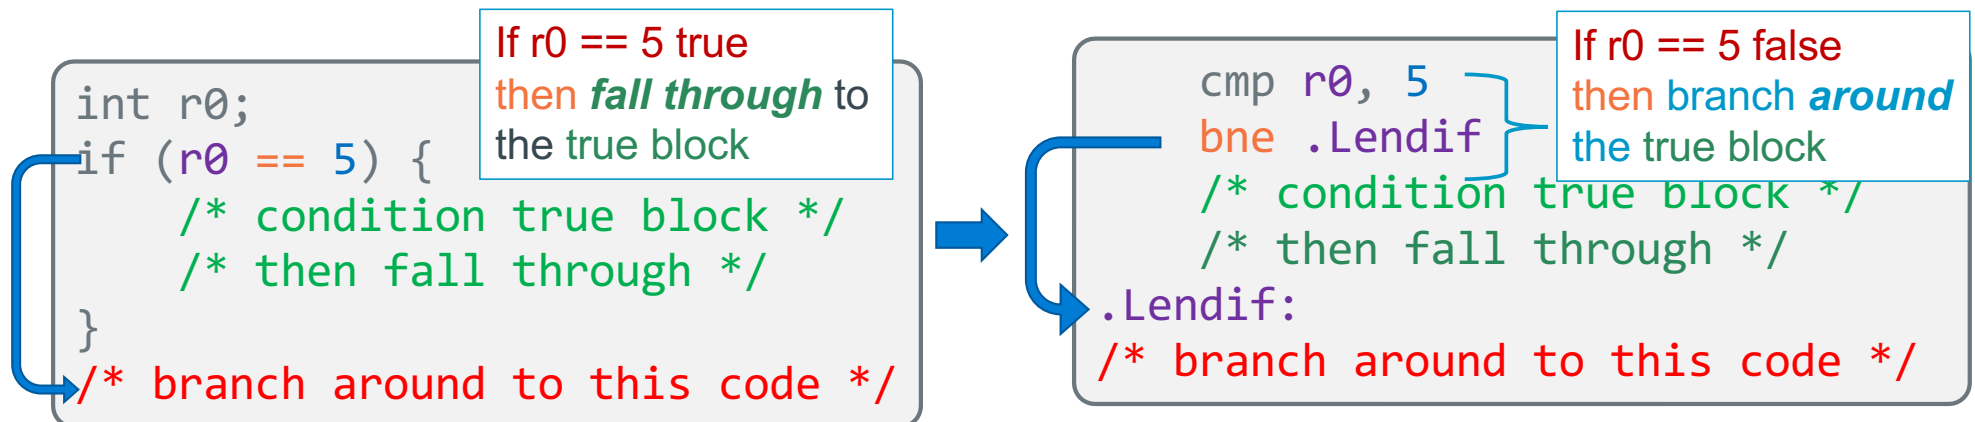 If r0 == 5 true
then fall through to
the true block
int r0;
if (r0 == 5) {
/* condition true block */
/* then fall through */
}
/* branch around to this code */
If r0 == 5 false
then branch around
the true block
cmp r0, 5
bne .Lendif
/* condition true block */
/* then fall through */
.Lendif:
/* branch around to this code */